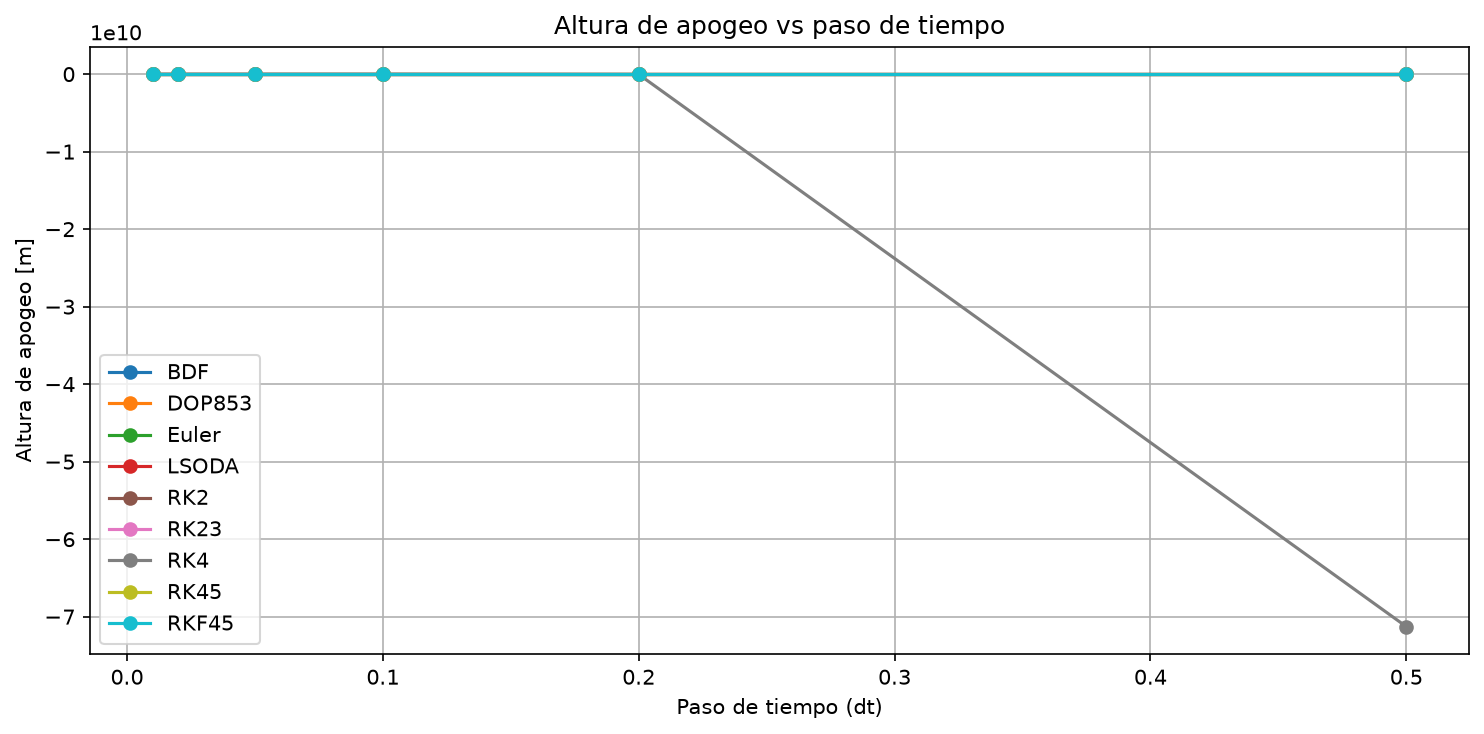 Altura de apogeo vs paso de tiempo
1e10
0
−1
−2
−3
−4
−5
−6
−7
Altura de apogeo [m]
BDF
DOP853
Euler
LSODA
RK2
RK23
RK4
RK45
RKF45
0.0 0.1 0.2 0.3 0.4 0.5
Paso de tiempo (dt)